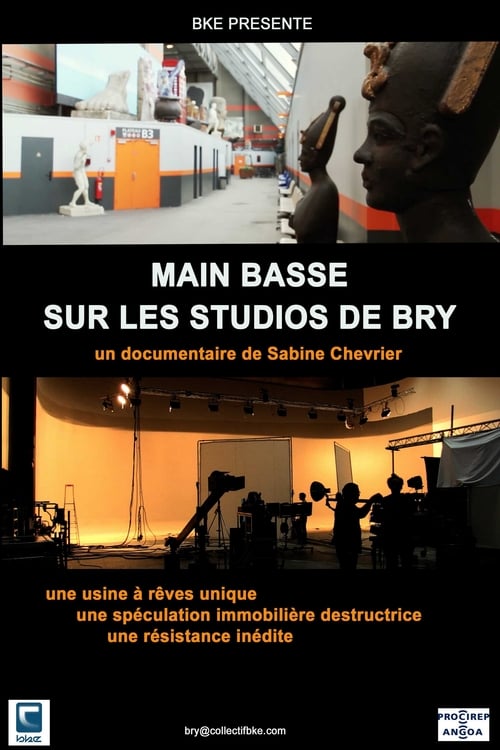 BKE PRESENTE
PLATEAU
B3
MAIN BASSE
SUR LES STUDIOS DE BRY
un documentaire de Sabine Chevrier
une usine à rêves unique
une spéculation immobilière destructrice
une résistance inédite
bke
bry@collectifbke.com
PROCIREP
ANGOA